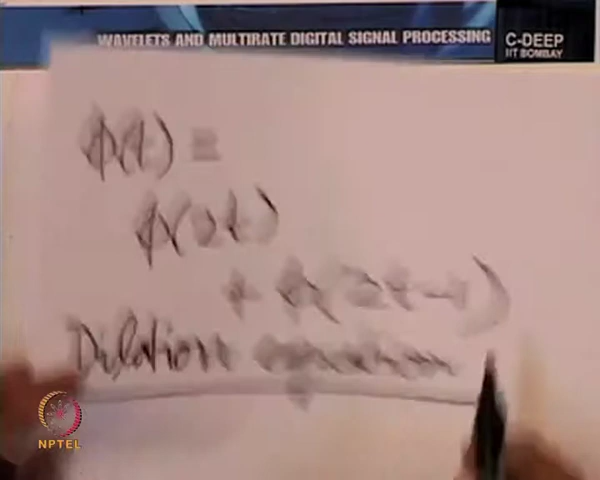 WAVELETS AND MULTIRATE DIGITAL SIGNAL PROCESSING
C-DEEP
IIT BOMBAY
φ(t) =
φ(2t)
+ φ(2t-1)
Dilation equation
NPTEL